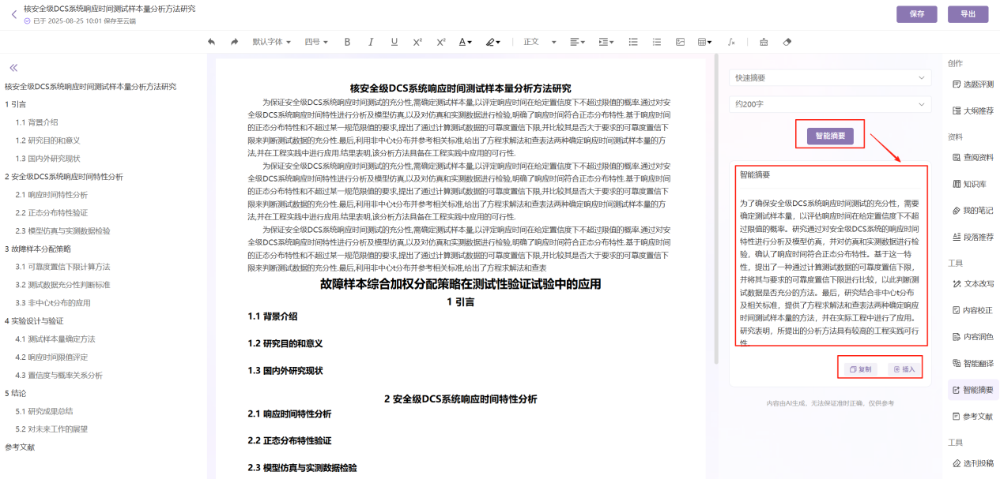 核安全级DCS系统响应时间测试样本量分析方法研究
已于 2025-08-25 10:01 保存至云端
保存
导出
默认字体
四号
B
I
U
X²
X²
A
正文
核安全级DCS系统响应时间测试样本量分析方法研究
1 引言
1.1 背景介绍
1.2 研究目的和意义
1.3 国内外研究现状
2 安全级DCS系统响应时间特性分析
2.1 响应时间特性分析
2.2 正态分布特性验证
2.3 模型仿真与实测数据检验
3 故障样本分配策略
3.1 可靠度置信下限计算方法
3.2 测试数据充分性判断标准
3.3 非中心t分布的应用
4 实验设计与验证
4.1 测试样本量确定方法
4.2 响应时间限值评定
4.3 置信度与概率关系分析
5 结论
5.1 研究成果总结
5.2 对未来工作的展望
参考文献
核安全级DCS系统响应时间测试样本量分析方法研究
为保证安全级DCS系统响应时间测试的充分性,需确定测试样本量,以评定响应时间在给定置信度下不超过限值的概率.通过对安
全级DCS系统响应时间特性进行分析及模型仿真,以及对仿真和实测数据进行检验,明确了响应时间符合正态分布特性.基于响应时间
的正态分布特性和不超过某一规范限值的要求,提出了通过计算测试数据的可靠度置信下限,并比较其是否大于要求的可靠度置信下
限来判断测试数据的充分性.最后,利用非中心t分布并参考相关标准,给出了方程求解法和查表法两种确定响应时间测试样本量的方
法,并在工程实践中进行应用.结果表明,该分析方法具备在工程实践中应用的可行性.
为保证安全级DCS系统响应时间测试的充分性,需确定测试样本量,以评定响应时间在给定置信度下不超过限值的概率.通过对安
全级DCS系统响应时间特性进行分析及模型仿真,以及对仿真和实测数据进行检验,明确了响应时间符合正态分布特性.基于响应时间
的正态分布特性和不超过某一规范限值的要求,提出了通过计算测试数据的可靠度置信下限,并比较其是否大于要求的可靠度置信下
限来判断测试数据的充分性.最后,利用非中心t分布并参考相关标准,给出了方程求解法和查表法两种确定响应时间测试样本量的方
法,并在工程实践中进行应用.结果表明,该分析方法具备在工程实践中应用的可行性.
为保证安全级DCS系统响应时间测试的充分性,需确定测试样本量,以评定响应时间在给定置信度下不超过限值的概率.通过对安
全级DCS系统响应时间特性进行分析及模型仿真,以及对仿真和实测数据进行检验,明确了响应时间符合正态分布特性.基于响应时间
的正态分布特性和不超过某一规范限值的要求,提出了通过计算测试数据的可靠度置信下限,并比较其是否大于要求的可靠度置信下
限来判断测试数据的充分性.最后,利用非中心t分布并参考相关标准,给出了方程求解法和查表
故障样本综合加权分配策略在测试性验证试验中的应用
1 引言
1.1 背景介绍
1.2 研究目的和意义
1.3 国内外研究现状
2 安全级DCS系统响应时间特性分析
2.1 响应时间特性分析
2.2 正态分布特性验证
2.3 模型仿真与实测数据检验
快速摘要
约200字
智能摘要
智能摘要
为了确保安全级DCS系统响应时间测试的充分性，需要
确定测试样本量，以评估响应时间在给定置信度下不超
过限值的概率。研究通过对安全级DCS系统的响应时间
特性进行分析及模型仿真，并对仿真和实测数据进行检
验，确认了响应时间符合正态分布特性。基于这一特
性，提出了一种通过计算测试数据的可靠度置信下限，
并将其与要求的可靠度置信下限进行比较，以此判断测
试数据是否充分的方法。最后，研究结合非中心t分布
及相关标准，提供了方程求解法和查表法两种确定响应
时间测试样本量的方法，并在实际工程中进行了应用。
研究表明，所提出的分析方法具有较高的工程实践可行
性。
复制
插入
内容由AI生成，无法保证准时正确，仅供参考
创作
选题评测
大纲推荐
资料
查阅资料
知识库
我的笔记
段落推荐
工具
文本改写
内容校正
内容润色
智能翻译
智能摘要
参考文献
工具
选刊投稿